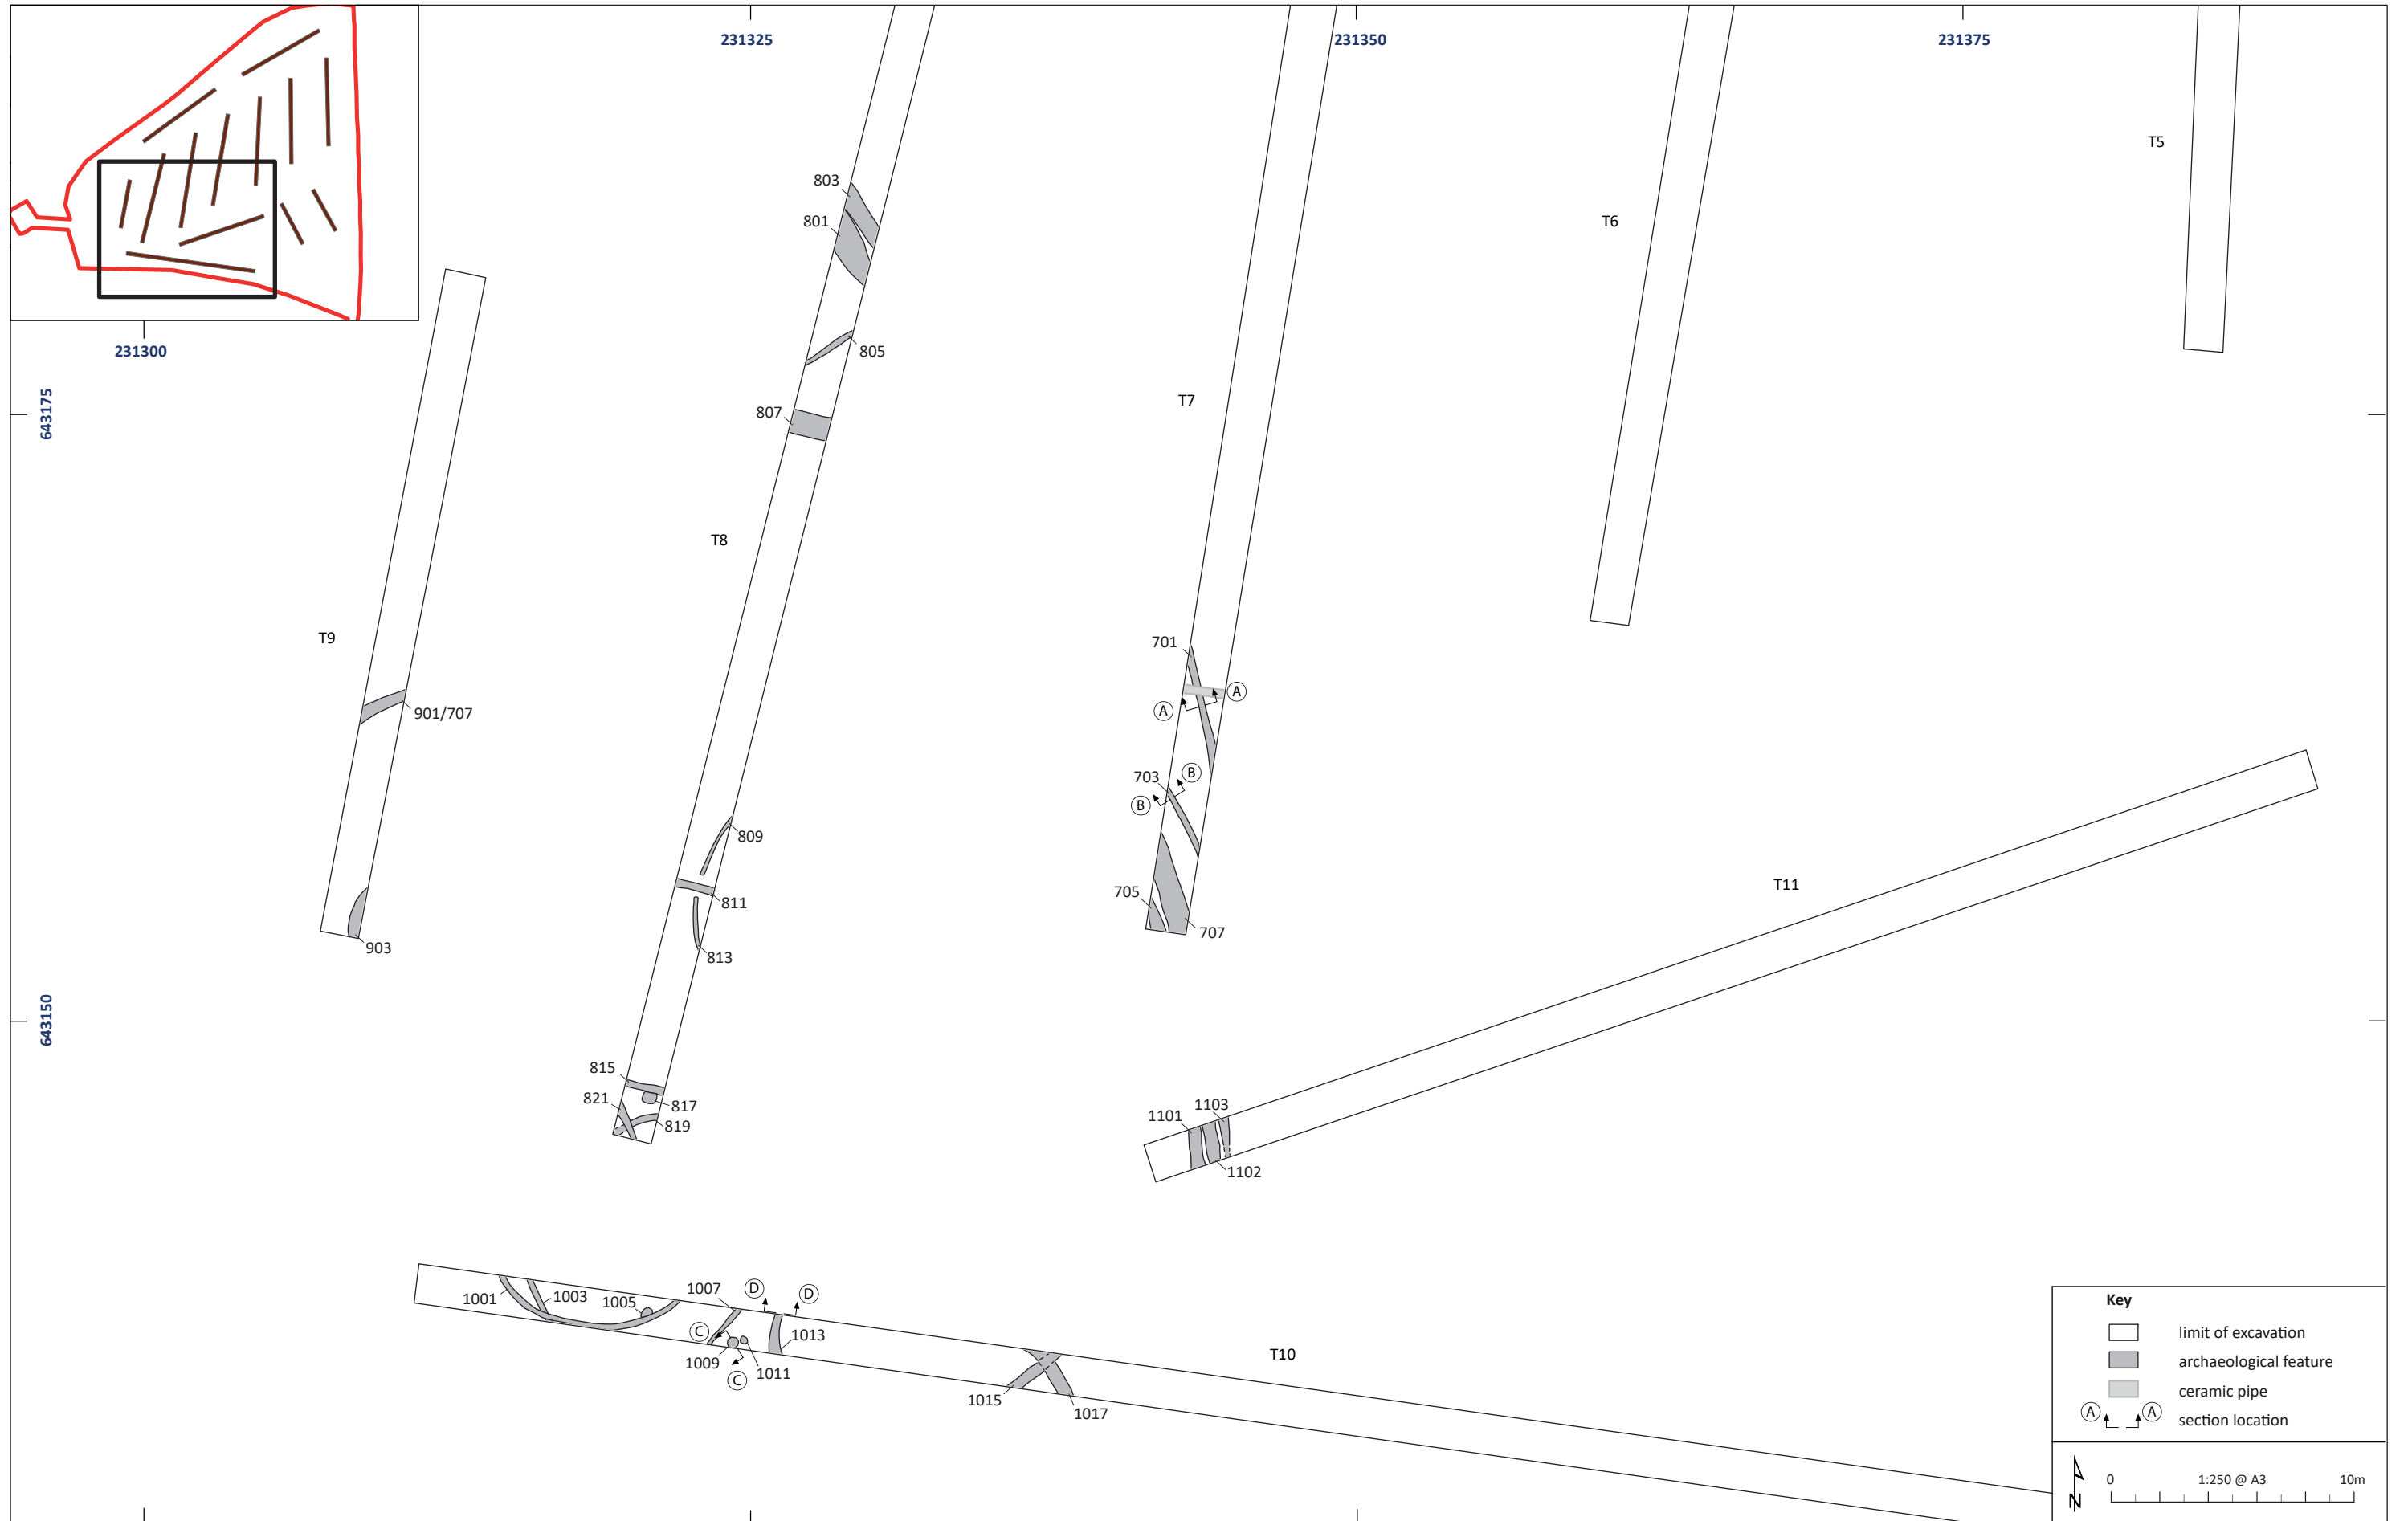 231325
231350
231375
T5
803
T6
801
231300
805
643175
T7
807
T8
T9
701
A
A
901/707
B
703
B
809
T11
705
811
707
903
813
643150
815
821
817
1103
1101
819
1102
D
1007
D
Key
1001
1003
1005
limit of excavation
C
1013
T10
1009
archaeological feature
1011
C
ceramic pipe
1015
1017
A A section location
0 1:250 @ A3 10m
N